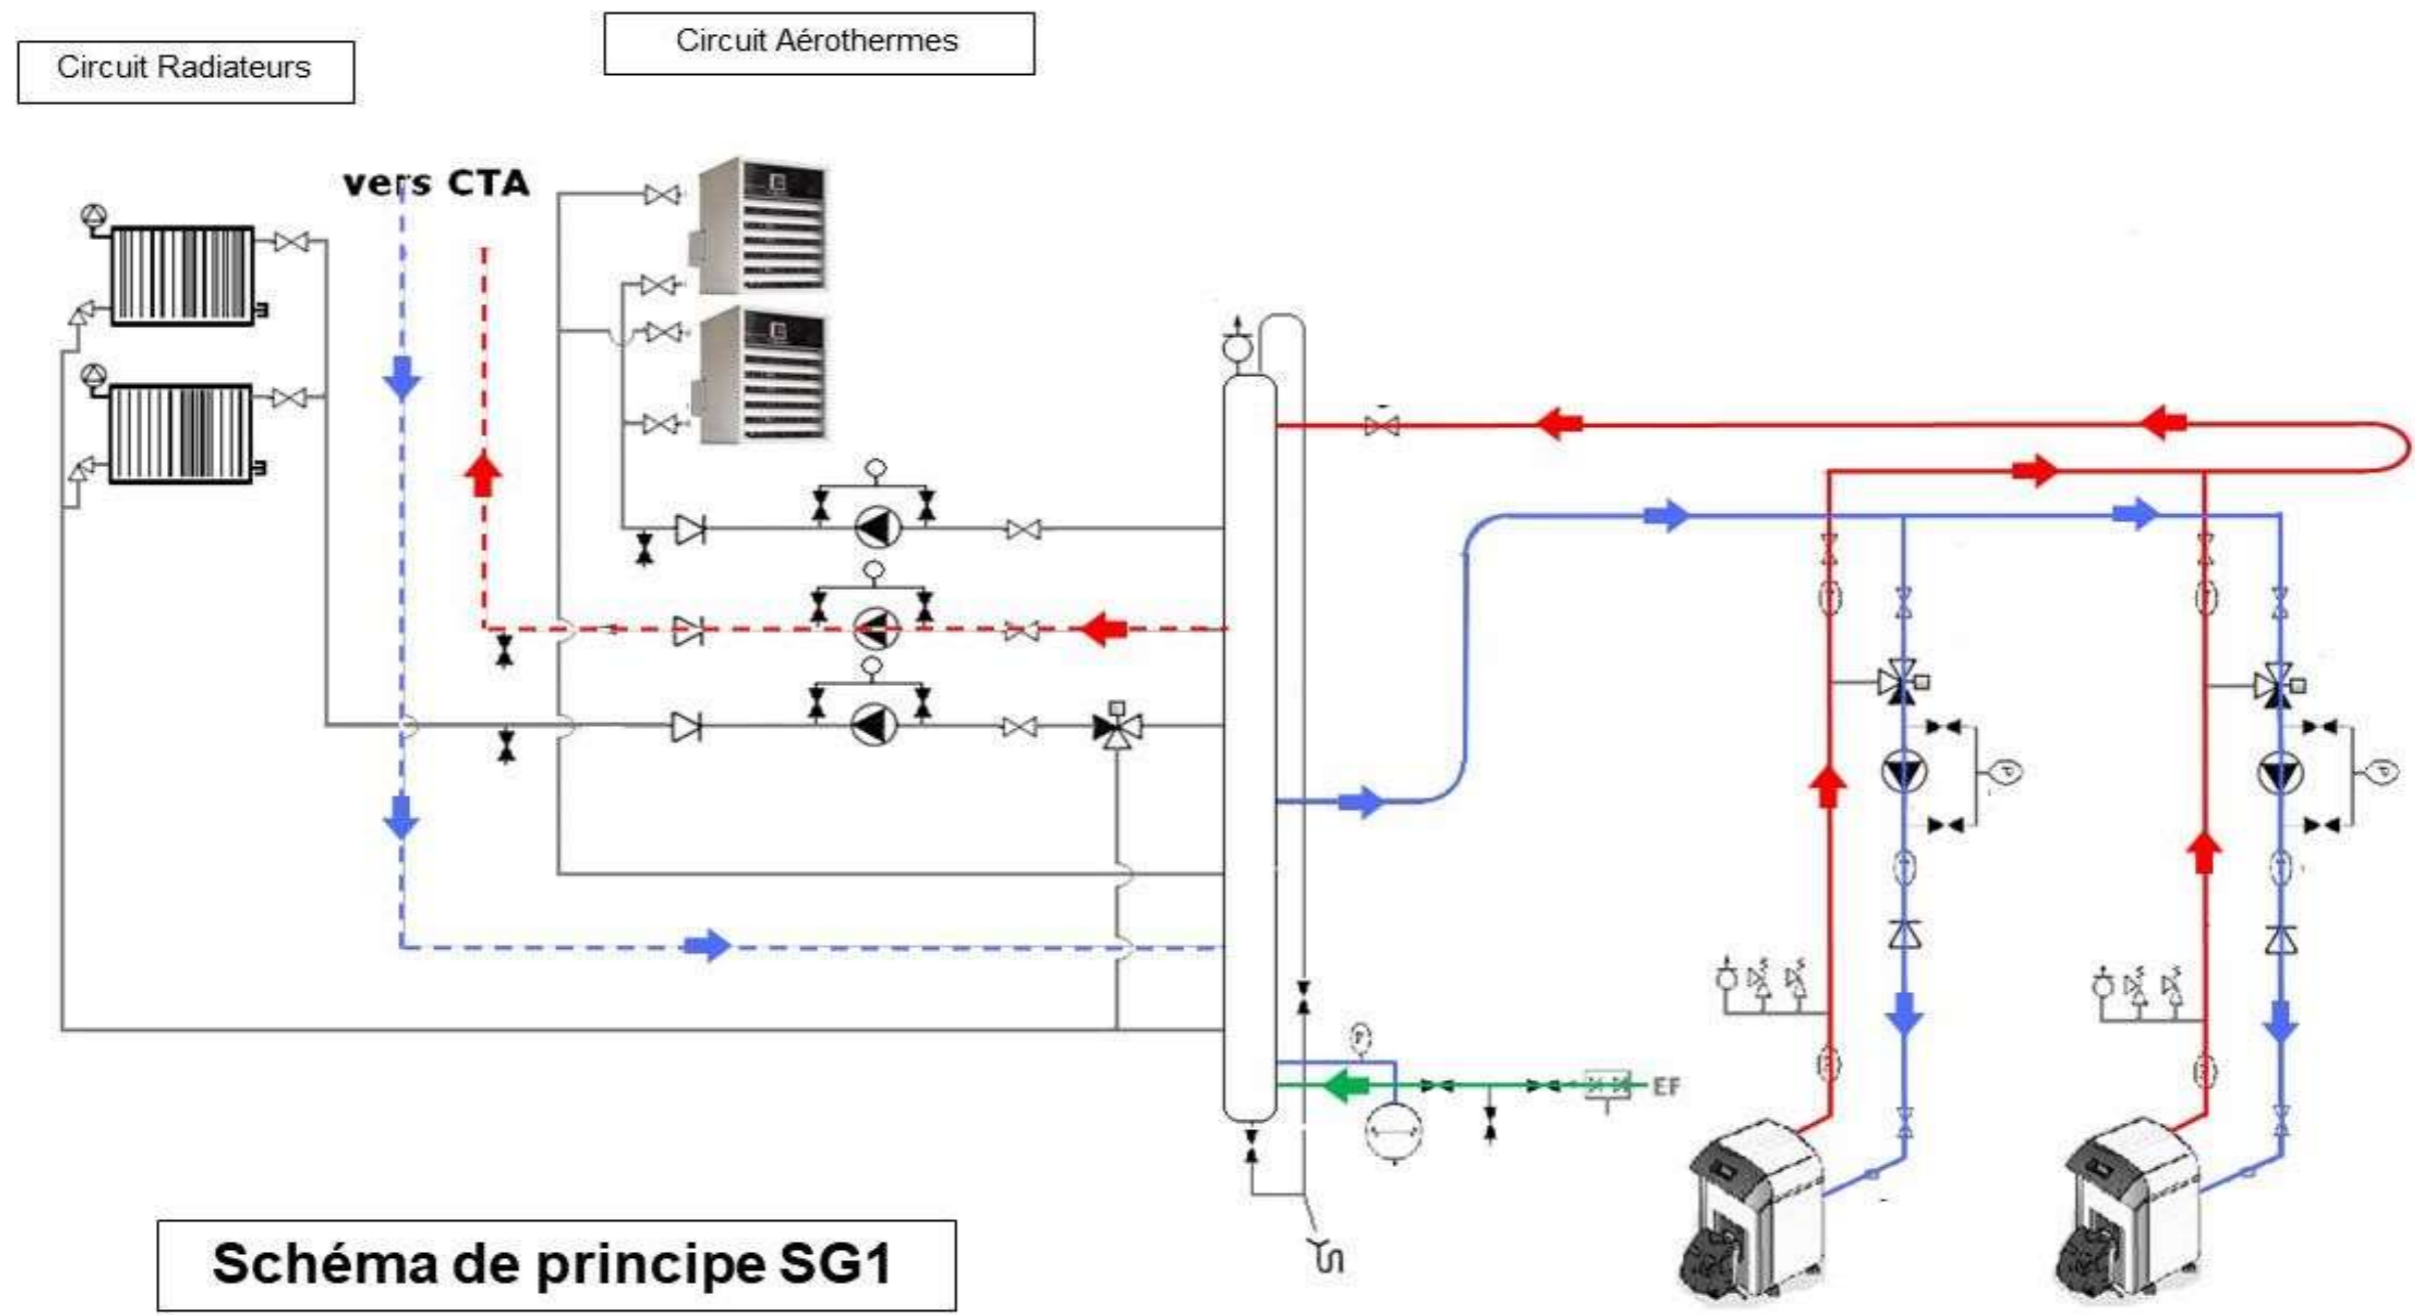 Circuit Radiateurs
Circuit Aérothermes
vers CTA
P
P
P
EF
Schéma de principe SG1